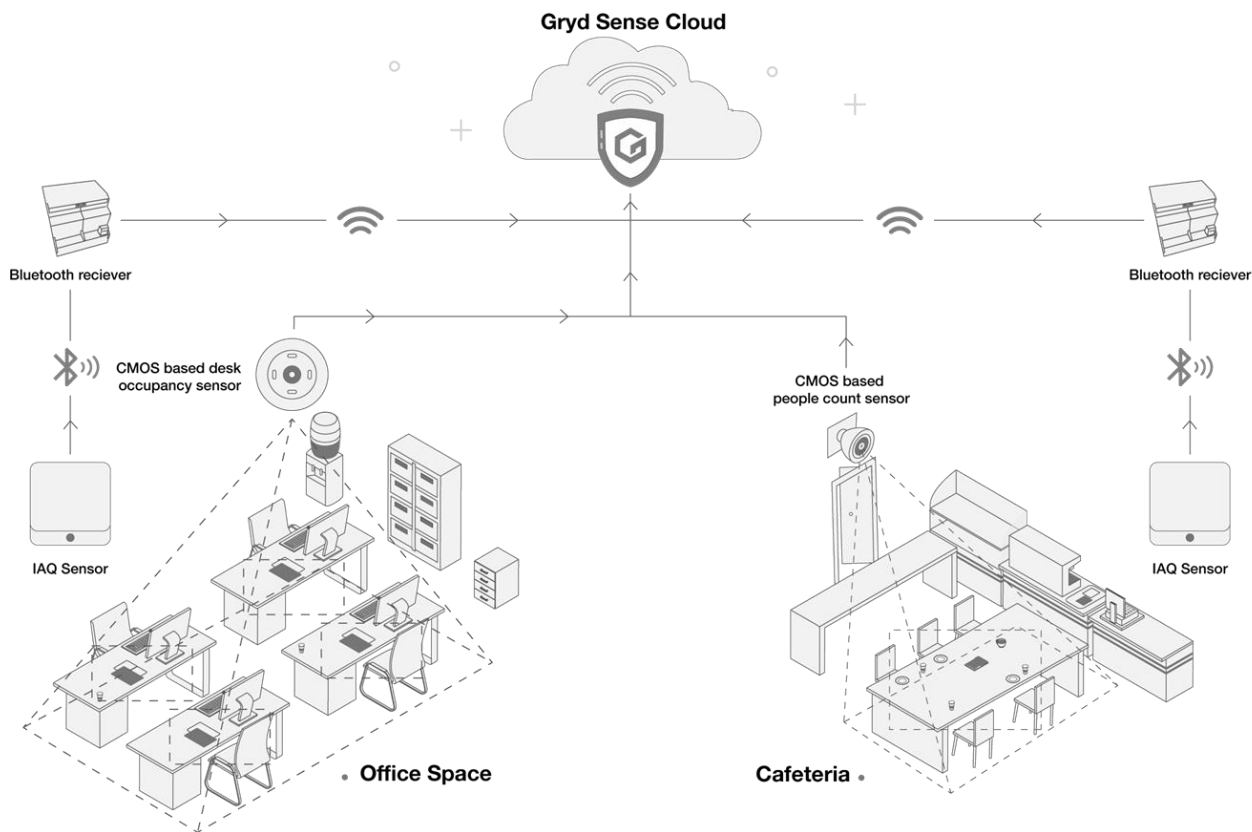 Gryd Sense Cloud
Bluetooth reciever
Bluetooth reciever
CMOS based desk
occupancy sensor
CMOS based
people count sensor
IAQ Sensor
IAQ Sensor
Office Space
Cafeteria